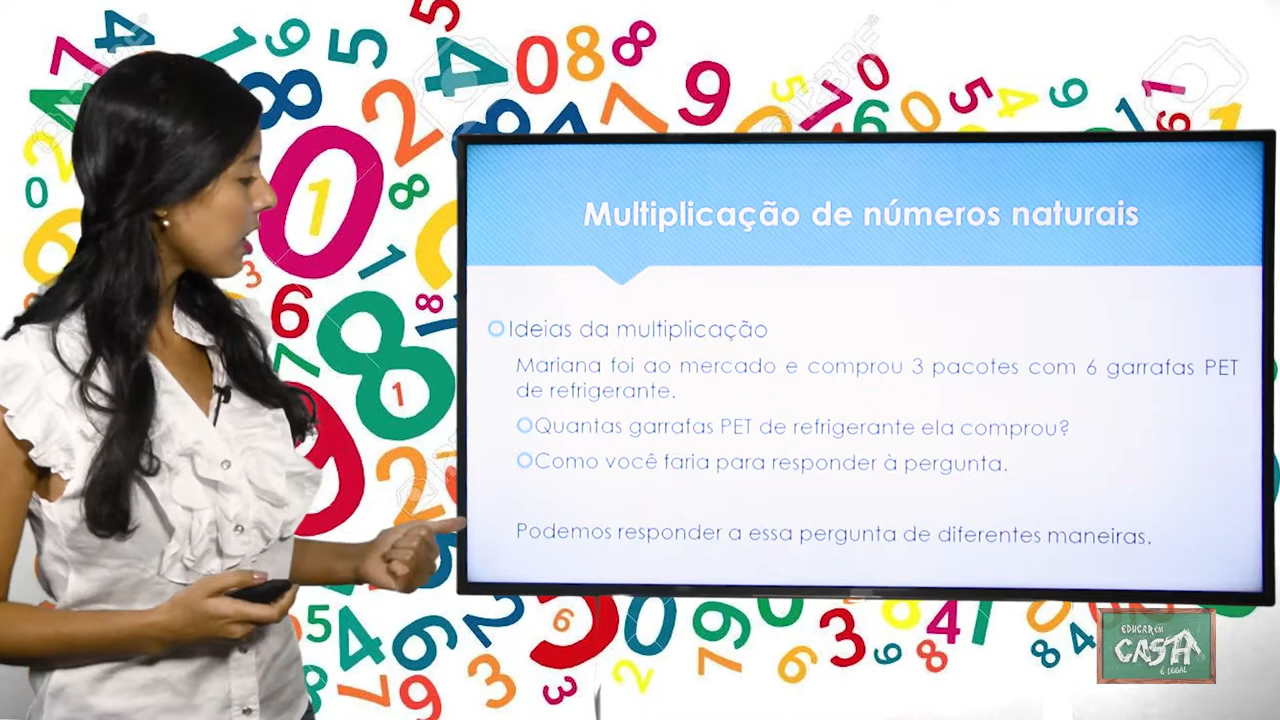 Multiplicação de números naturais
Ideias da multiplicação
Mariana foi ao mercado e comprou 3 pacotes com 6 garrafas PET
de refrigerante.
Quantas garrafas PET de refrigerante ela comprou?
Como você faria para responder à pergunta.
Podemos responder a essa pergunta de diferentes maneiras.
EDUCAR EM
CASA
É LEGAL